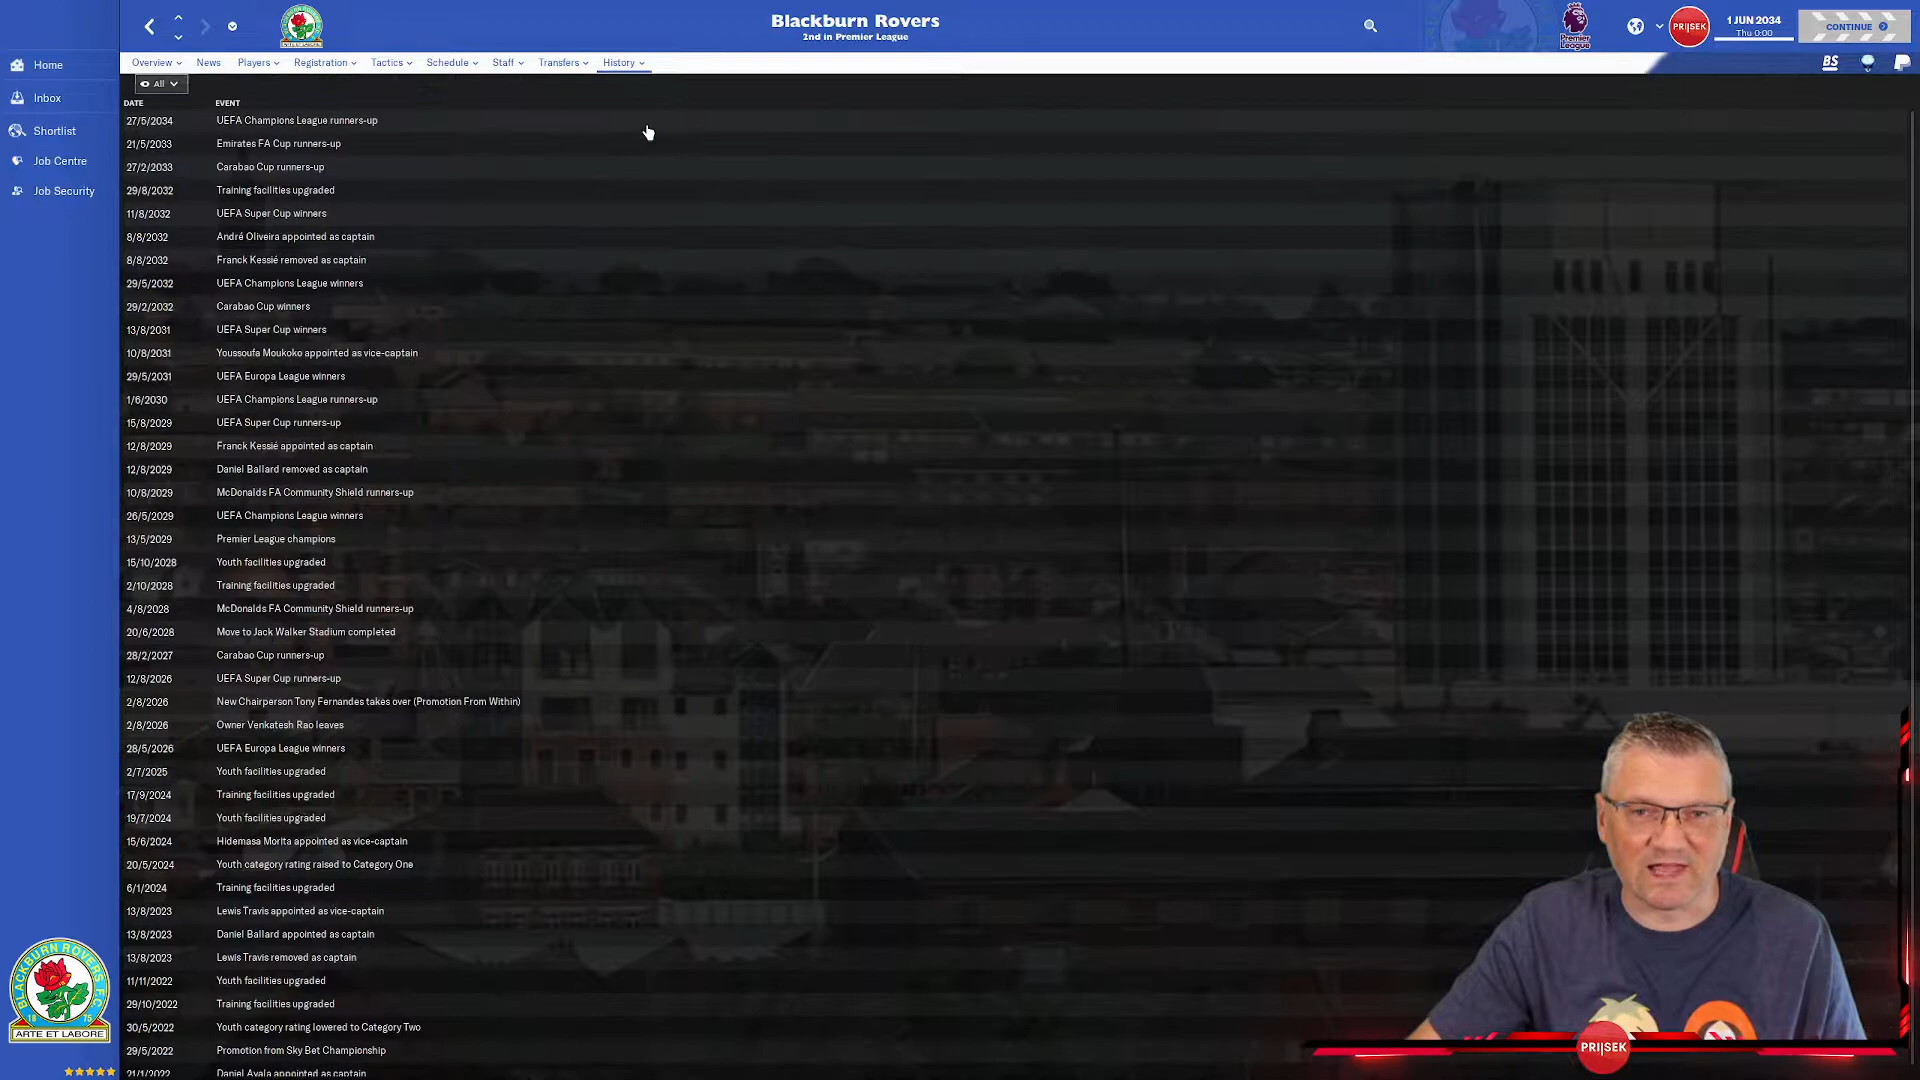 Blackburn Rovers
2nd in Premier League
Premier League
PRIISEK
1 JUN 2034
Thu 0:00
CONTINUE
Overview News Players Registration Tactics Schedule Staff Transfers History
BS
Home
Inbox
Shortlist
Job Centre
Job Security
All
DATE EVENT
27/5/2034 UEFA Champions League runners-up
21/5/2033 Emirates FA Cup runners-up
27/2/2033 Carabao Cup runners-up
29/8/2032 Training facilities upgraded
11/8/2032 UEFA Super Cup winners
8/8/2032 André Oliveira appointed as captain
8/8/2032 Franck Kessié removed as captain
29/5/2032 UEFA Champions League winners
29/2/2032 Carabao Cup winners
13/8/2031 UEFA Super Cup winners
10/8/2031 Youssoufa Moukoko appointed as vice-captain
29/5/2031 UEFA Europa League winners
1/6/2030 UEFA Champions League runners-up
15/8/2029 UEFA Super Cup runners-up
12/8/2029 Franck Kessié appointed as captain
12/8/2029 Daniel Ballard removed as captain
10/8/2029 McDonalds FA Community Shield runners-up
26/5/2029 UEFA Champions League winners
13/5/2029 Premier League champions
15/10/2028 Youth facilities upgraded
2/10/2028 Training facilities upgraded
4/8/2028 McDonalds FA Community Shield runners-up
20/6/2028 Move to Jack Walker Stadium completed
28/2/2027 Carabao Cup runners-up
12/8/2026 UEFA Super Cup runners-up
2/8/2026 New Chairperson Tony Fernandes takes over (Promotion From Within)
2/8/2026 Owner Venkatesh Rao leaves
28/5/2026 UEFA Europa League winners
2/7/2025 Youth facilities upgraded
17/9/2024 Training facilities upgraded
19/7/2024 Youth facilities upgraded
15/6/2024 Hidemasa Morita appointed as vice-captain
20/5/2024 Youth category rating raised to Category One
6/1/2024 Training facilities upgraded
13/8/2023 Lewis Travis appointed as vice-captain
13/8/2023 Daniel Ballard appointed as captain
13/8/2023 Lewis Travis removed as captain
11/11/2022 Youth facilities upgraded
29/10/2022 Training facilities upgraded
30/5/2022 Youth category rating lowered to Category Two
29/5/2022 Promotion from Sky Bet Championship
21/1/2022 Daniel Ayala appointed as captain
BLACKBURN ROVERS F.C.
18 75
ARTE ET LABORE
PRIISEK